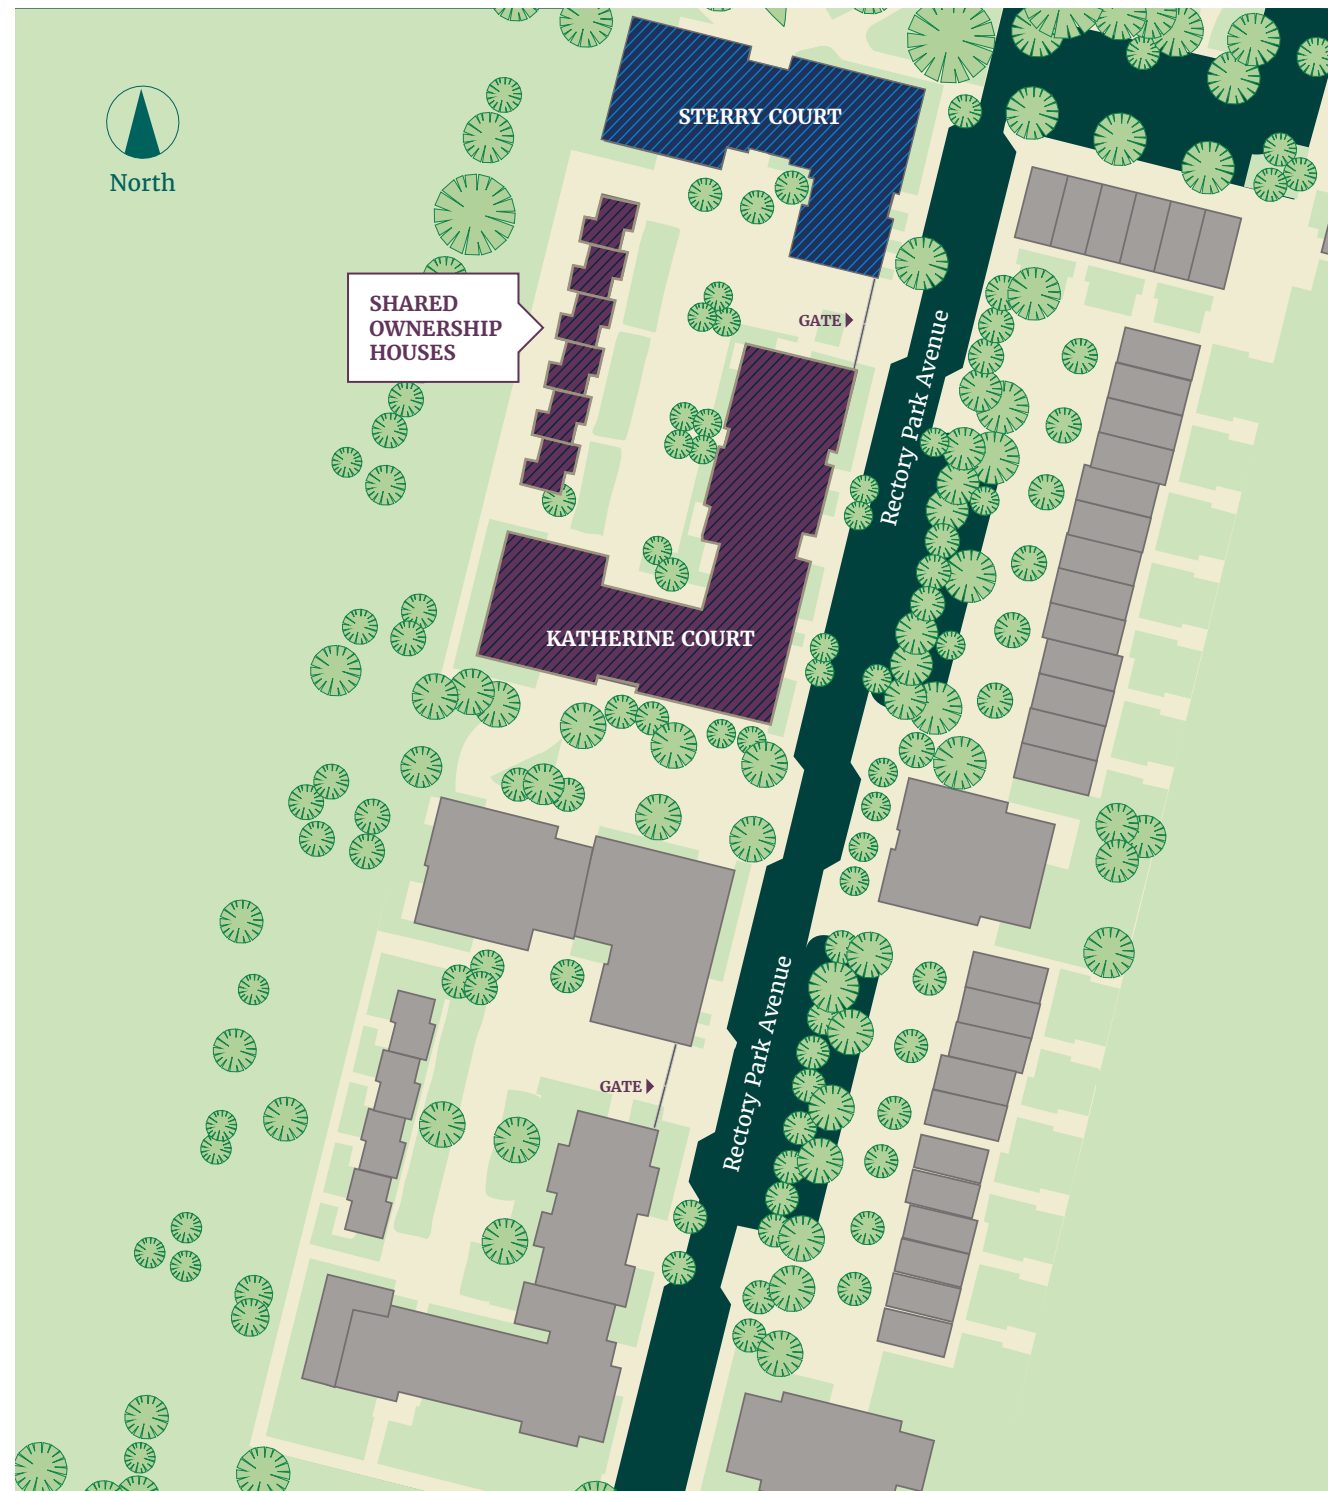 STERRY COURT
North
SHARED
OWNERSHIP
HOUSES
GATE
Rectory Park Avenue
KATHERINE COURT
Rectory Park Avenue
GATE